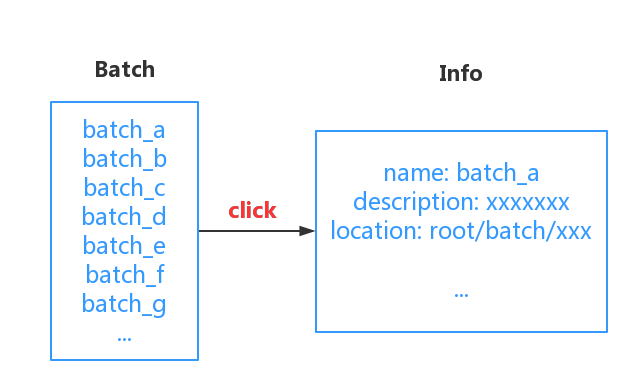 Batch
batch_a
batch_b
batch_c
batch_d
batch_e
batch_f
batch_g
...
click
Info
name: batch_a
description: xxxxxxx
location: root/batch/xxx
...